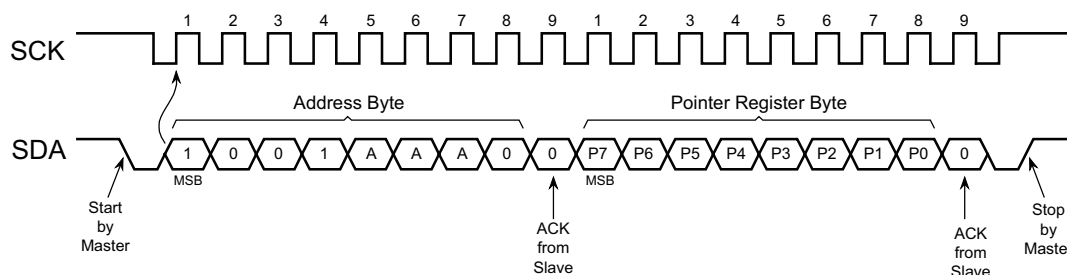 1 2 3 4 5 6 7 8 9 1 2 3 4 5 6 7 8 9
SCK
Address Byte Pointer Register Byte
SDA 1 0 0 1 A A A 0 0 P7 P6 P5 P4 P3 P2 P1 P0 0
MSB MSB
Start
by
Master
ACK
from
Slave
ACK
from
Slave
Stop
by
Master